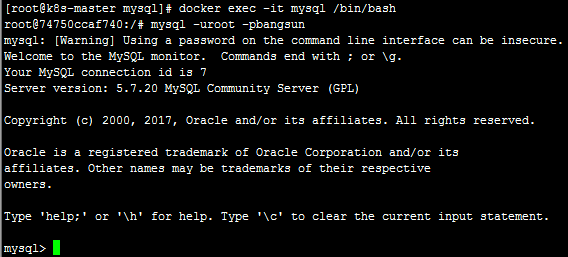 [root@k8s-master mysql]# docker exec -it mysql /bin/bash
root@74750ccaf740:/# mysql -uroot -pbangsun
mysql: [Warning] Using a password on the command line interface can be insecure.
Welcome to the MySQL monitor.  Commands end with ; or \g.
Your MySQL connection id is 7
Server version: 5.7.20 MySQL Community Server (GPL)

Copyright (c) 2000, 2017, Oracle and/or its affiliates. All rights reserved.

Oracle is a registered trademark of Oracle Corporation and/or its
affiliates. Other names may be trademarks of their respective
owners.

Type 'help;' or '\h' for help. Type '\c' to clear the current input statement.

mysql>